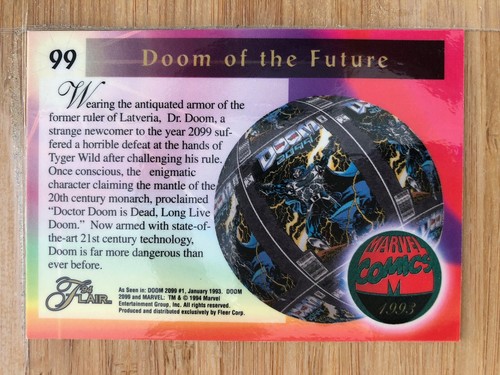 99
Doom of the Future
Wearing the antiquated armor of the
former ruler of Latveria, Dr. Doom, a
strange newcomer to the year 2099 suf-
fered a horrible defeat at the hands of
Tyger Wild after challenging his rule.
Once conscious, the enigmatic
character claiming the mantle of the
20th century monarch, proclaimed
"Doctor Doom is Dead, Long Live
Doom." Now armed with state-of-
the-art 21st century technology,
Doom is far more dangerous than
ever before.
DOOM
2099
MARVEL
COMICS
M
1993
'94
FLAIR
As Seen in: DOOM 2099 #1, January 1993. DOOM
2099 and MARVEL: TM & © 1994 Marvel
Entertainment Group, Inc. All rights reserved.
Produced and distributed exclusively by Fleer Corp.